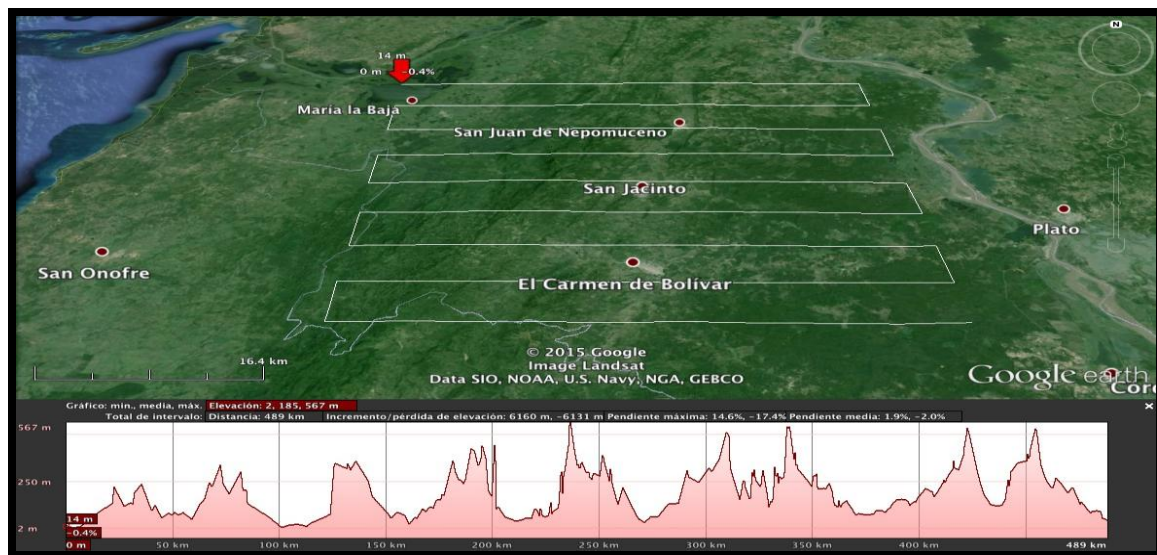 N
14 m
0 m -0.4%
María la Baja
San Juan de Nepomuceno
San Jacinto
Plato
San Onofre
El Carmen de Bolívar
16.4 km
© 2015 Google
Image Landsat
Data SIO, NOAA, U.S. Navy, NGA, GEBCO
Google earth
Cor
Gráfico: min., media, máx. Elevación: 2, 185, 567 m
Total de intervalo: Distancia: 489 km Incremento/pérdida de elevación: 6160 m, -6131 m Pendiente máxima: 14.6%, -17.4% Pendiente media: 1.9%, -2.0%
567 m
250 m
14 m
2 m
-0.4%
0 m 50 km 100 km 150 km 200 km 250 km 300 km 350 km 400 km 489 km